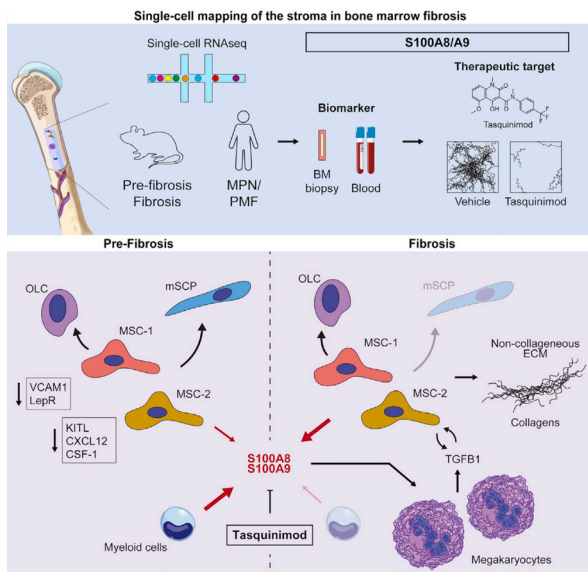 Single-cell mapping of the stroma in bone marrow fibrosis
Single-cell RNAseq
S100A8/A9
Therapeutic target
Tasquinimod
Biomarker
Pre-fibrosis
Fibrosis
MPN/
PMF
BM
biopsy
Blood
Vehicle
Tasquinimod
Pre-Fibrosis
OLC
mSCP
MSC-1
MSC-2
VCAM1
LepR
KITL
CXCL12
CSF-1
Myeloid cells
S100A8
S100A9
Tasquinimod
Fibrosis
OLC
mSCP
MSC-1
MSC-2
Non-collageneous
ECM
Collagens
TGFB1
Megakaryocytes